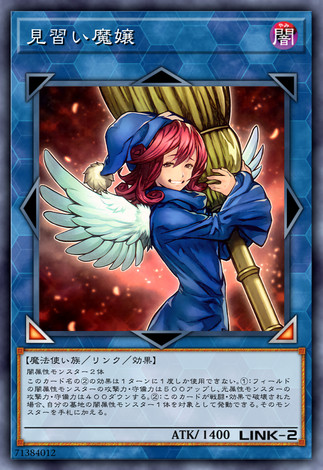 見習い魔嬢
闇
やみ
【魔法使い族／リンク／効果】
闇属性モンスター２体
このカード名の②の効果は１ターンに１度しか使用できない。①：フィールド
の闇属性モンスターの攻撃力・守備力は５００アップし、光属性モンスターの
攻撃力・守備力は４００ダウンする。②：このカードが戦闘・効果で破壊された
場合、自分の墓地の闇属性モンスター１体を対象として発動できる。そのモン
スターを手札に加える。
ATK/ 1400 LINK-2
71384012